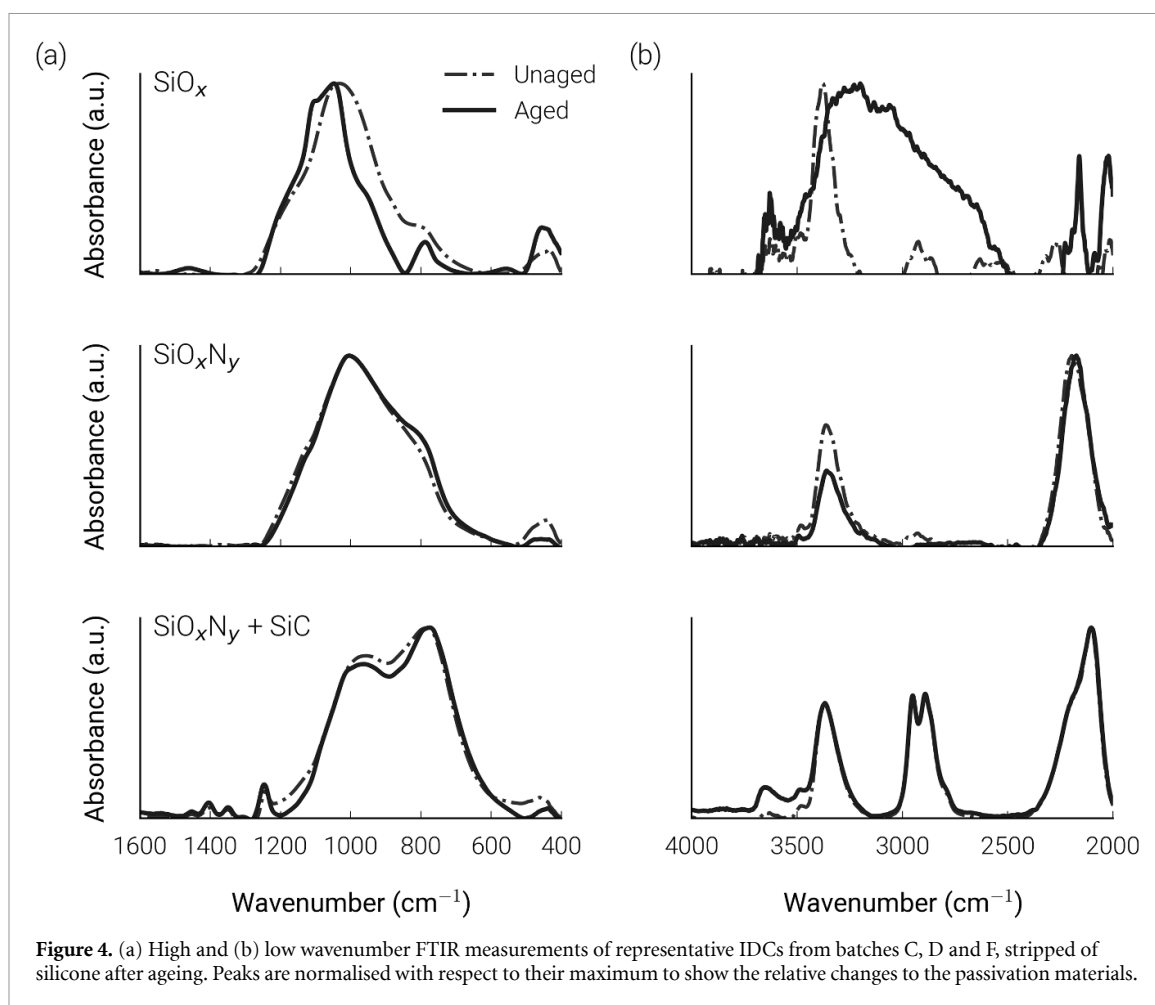 (a)
(b)
SiOx
Unaged
Aged
Absorbance (a.u.)
Absorbance (a.u.)
SiOxNy
Absorbance (a.u.)
Absorbance (a.u.)
SiOxNy + SiC
Absorbance (a.u.)
Absorbance (a.u.)
1600 1400 1200 1000 800 600 400
4000 3500 3000 2500 2000
Wavenumber (cm⁻¹)
Wavenumber (cm⁻¹)
Figure 4. (a) High and (b) low wavenumber FTIR measurements of representative IDCs from batches C, D and F, stripped of
silicone after ageing. Peaks are normalised with respect to their maximum to show the relative changes to the passivation materials.